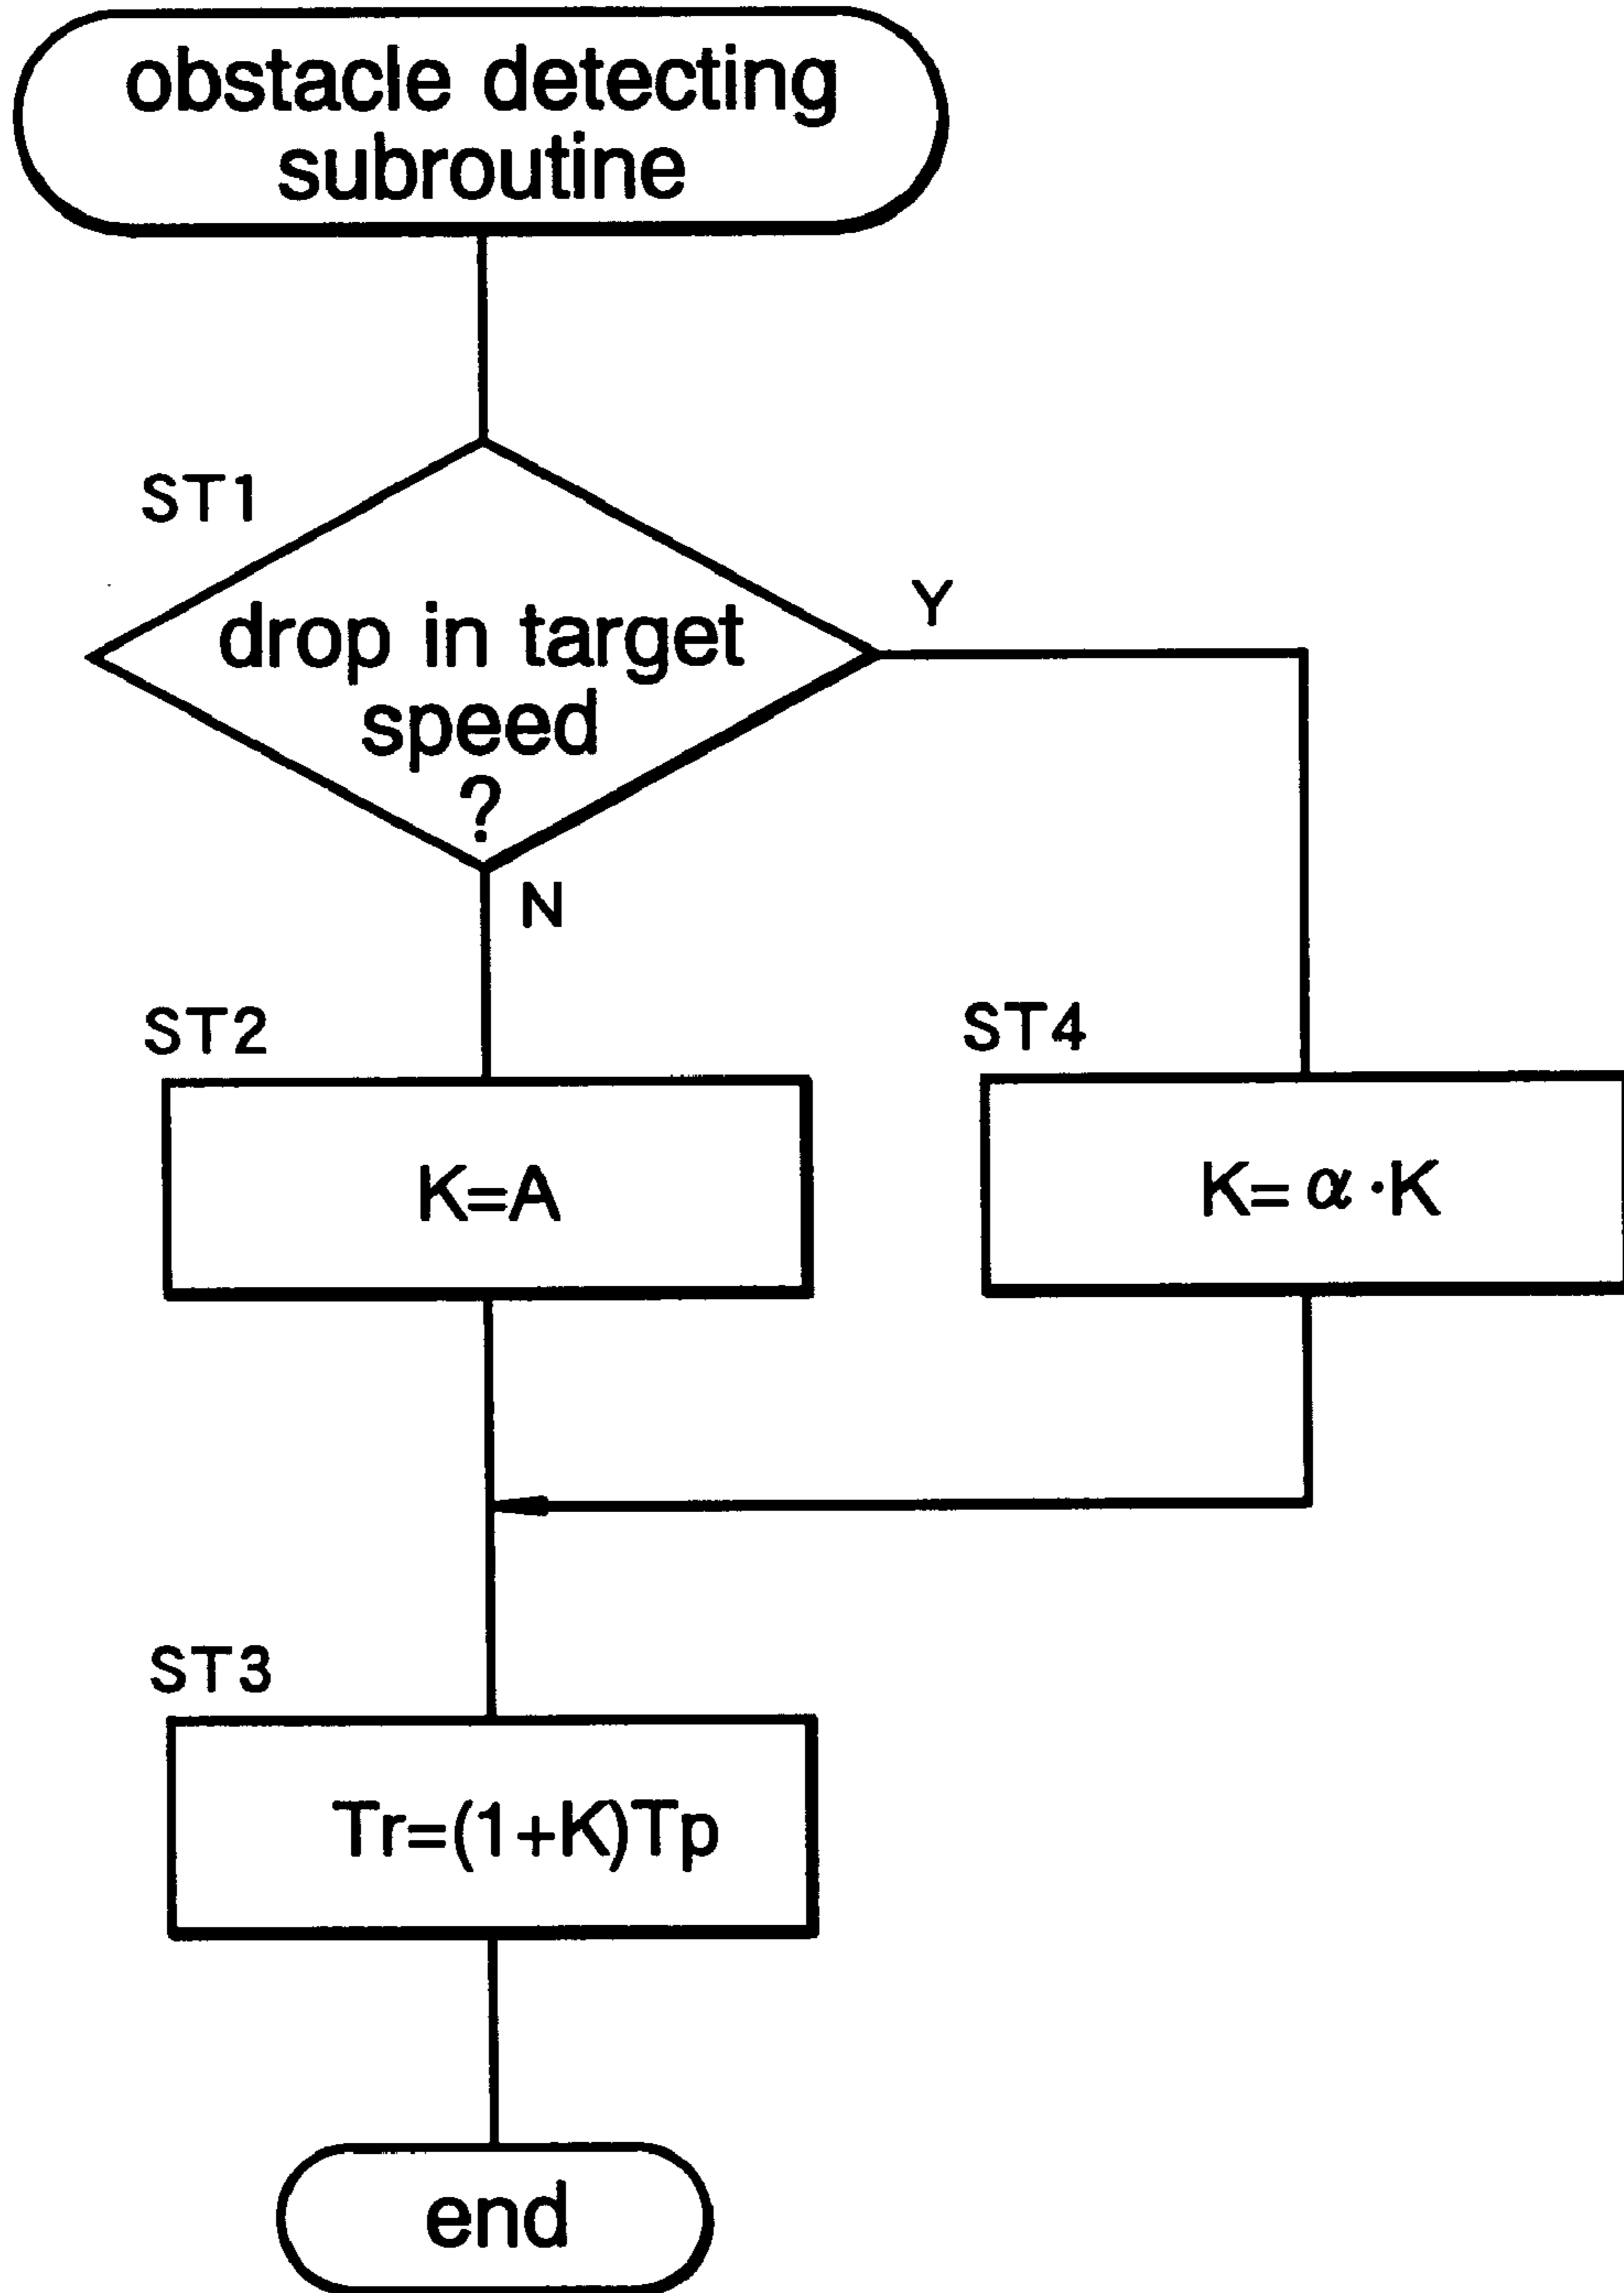 obstacle detecting
subroutine
ST1
Y
drop in target
speed
?
N
ST2
ST4
K=A
K=α·K
ST3
Tr=(1+K)Tp
end